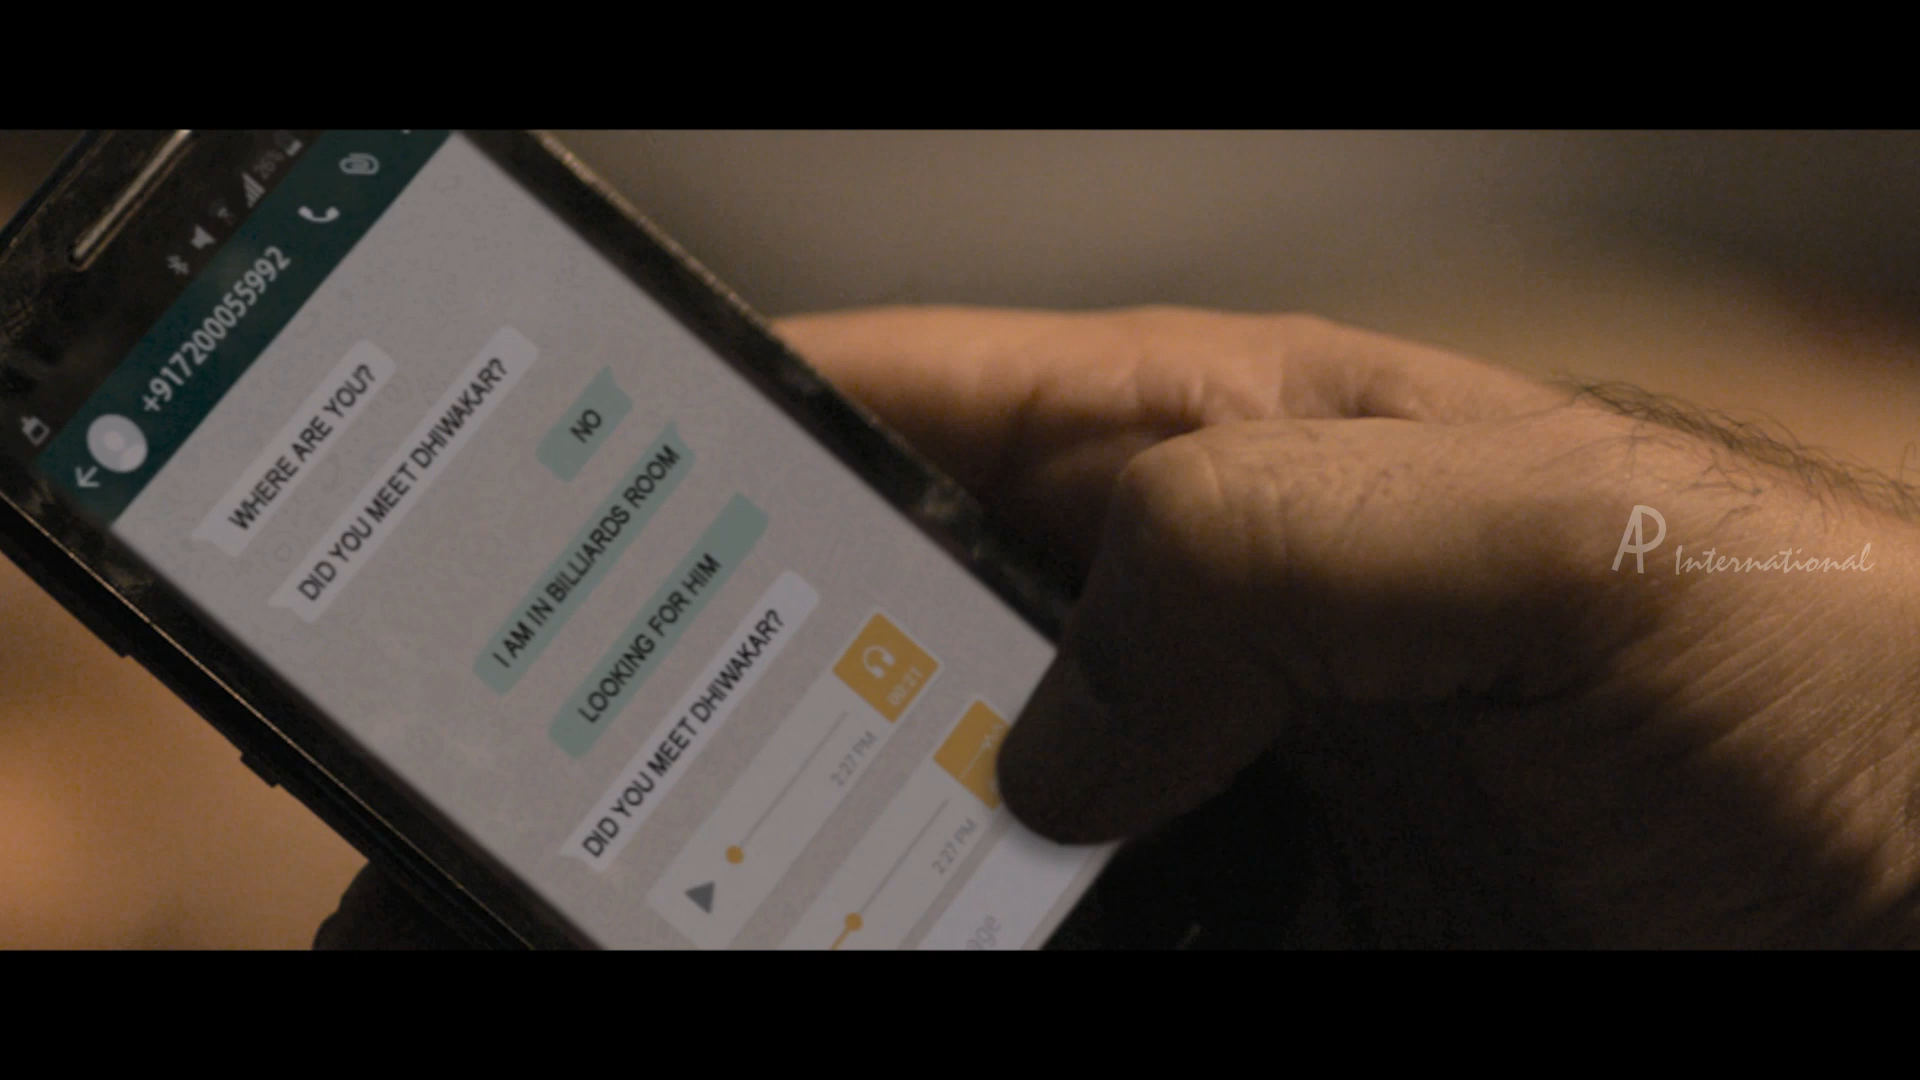 26%
+917200055992
WHERE ARE YOU?
DID YOU MEET DHIWAKAR?
NO
I AM IN BILLIARDS ROOM
LOOKING FOR HIM
DID YOU MEET DHIWAKAR?
2:27 PM
2:27 PM
AP International